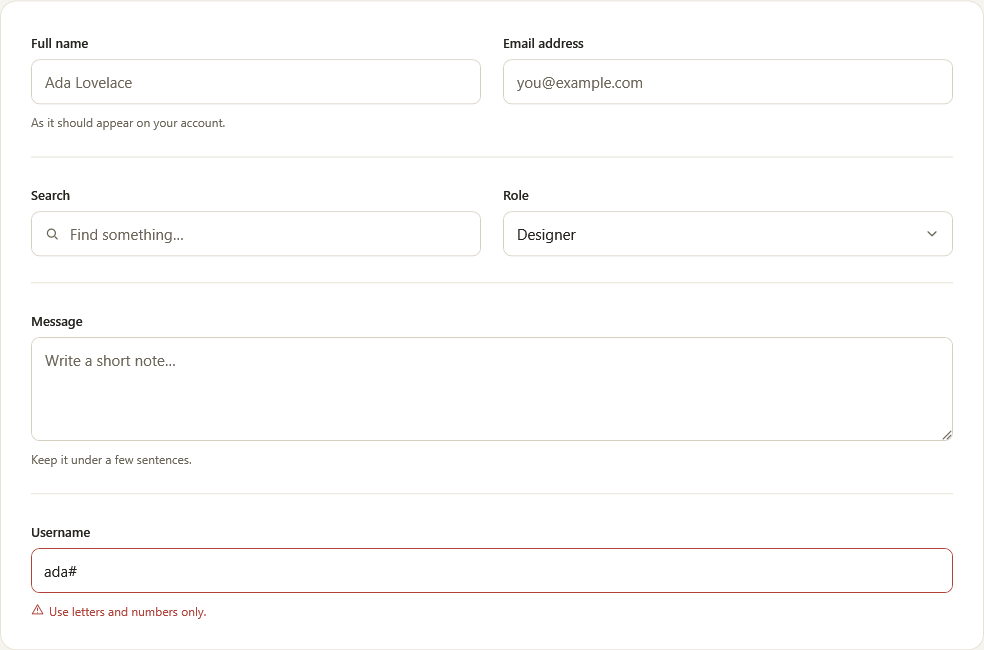 Full name
Email address
Ada Lovelace
you@example.com
As it should appear on your account.
Search
Role
Find something...
Designer
Message
Write a short note...
Keep it under a few sentences.
Username
ada#
Use letters and numbers only.